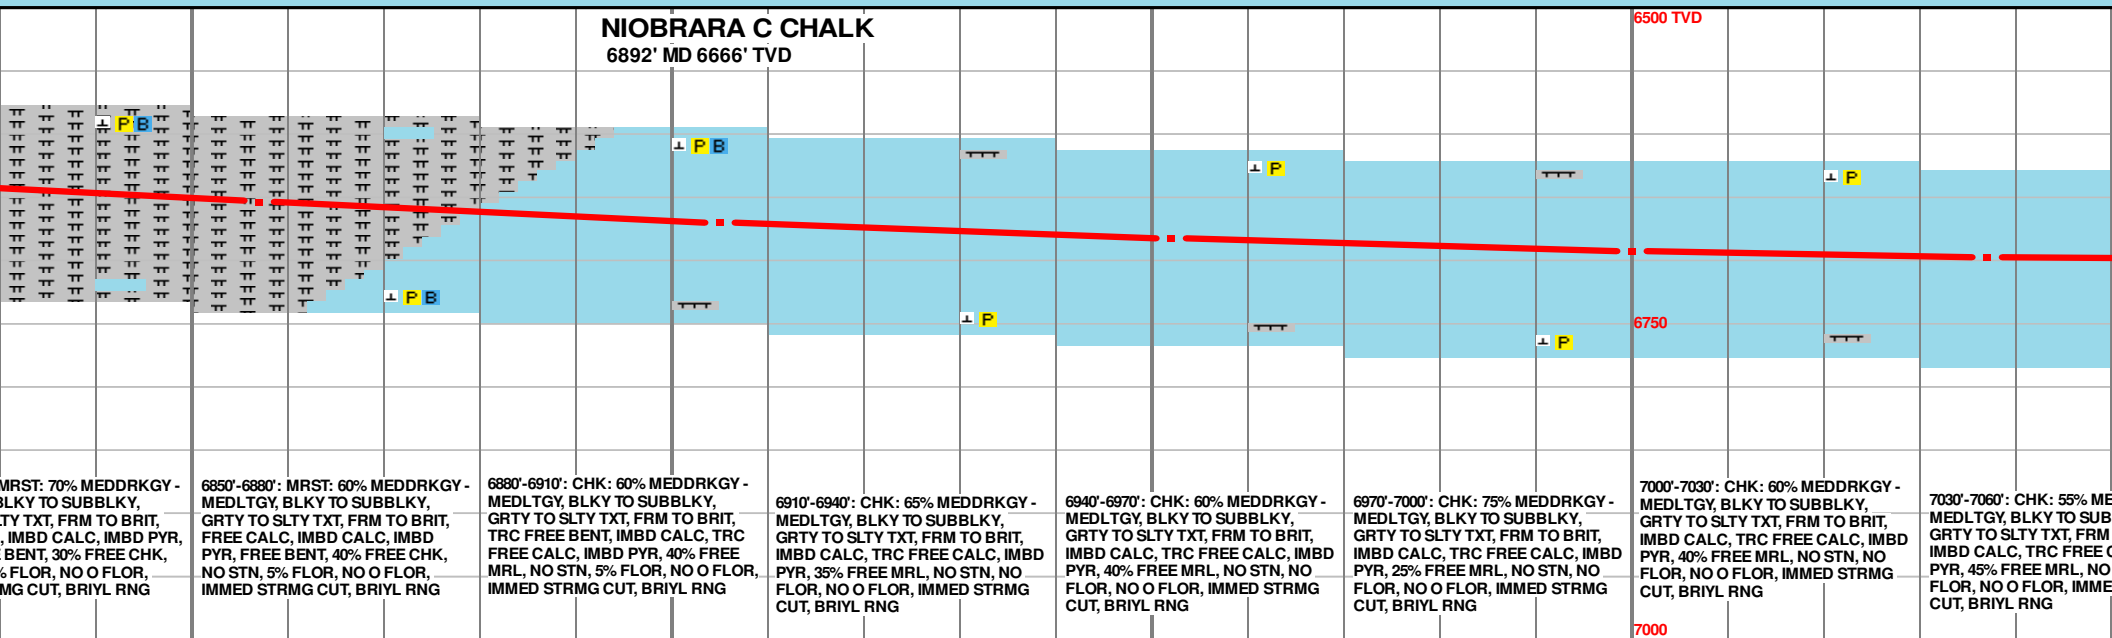 NIOBRARA C CHALK
6892' MD 6666' TVD
6500 TVD
P B
P B
P B
P
P
P
P
6750
7000
MRST: 70% MEDDRKGY -
BLKY TO SUBBLKY,
TY TXT, FRM TO BRIT,
, IMBD CALC, IMBD PYR,
BENT, 30% FREE CHK,
% FLOR, NO O FLOR,
MG CUT, BRIYL RNG
6850'-6880': MRST: 60% MEDDRKGY -
MEDLTGY, BLKY TO SUBBLKY,
GRTY TO SLTY TXT, FRM TO BRIT,
FREE CALC, IMBD CALC, IMBD
PYR, FREE BENT, 40% FREE CHK,
NO STN, 5% FLOR, NO O FLOR,
IMMED STRMG CUT, BRIYL RNG
6880'-6910': CHK: 60% MEDDRKGY -
MEDLTGY, BLKY TO SUBBLKY,
GRTY TO SLTY TXT, FRM TO BRIT,
TRC FREE BENT, IMBD CALC, TRC
FREE CALC, IMBD PYR, 40% FREE
MRL, NO STN, 5% FLOR, NO O FLOR,
IMMED STRMG CUT, BRIYL RNG
6910'-6940': CHK: 65% MEDDRKGY -
MEDLTGY, BLKY TO SUBBLKY,
GRTY TO SLTY TXT, FRM TO BRIT,
IMBD CALC, TRC FREE CALC, IMBD
PYR, 35% FREE MRL, NO STN, NO
FLOR, NO O FLOR, IMMED STRMG
CUT, BRIYL RNG
6940'-6970': CHK: 60% MEDDRKGY -
MEDLTGY, BLKY TO SUBBLKY,
GRTY TO SLTY TXT, FRM TO BRIT,
IMBD CALC, TRC FREE CALC, IMBD
PYR, 40% FREE MRL, NO STN, NO
FLOR, NO O FLOR, IMMED STRMG
CUT, BRIYL RNG
6970'-7000': CHK: 75% MEDDRKGY -
MEDLTGY, BLKY TO SUBBLKY,
GRTY TO SLTY TXT, FRM TO BRIT,
IMBD CALC, TRC FREE CALC, IMBD
PYR, 25% FREE MRL, NO STN, NO
FLOR, NO O FLOR, IMMED STRMG
CUT, BRIYL RNG
7000'-7030': CHK: 60% MEDDRKGY -
MEDLTGY, BLKY TO SUBBLKY,
GRTY TO SLTY TXT, FRM TO BRIT,
IMBD CALC, TRC FREE CALC, IMBD
PYR, 40% FREE MRL, NO STN, NO
FLOR, NO O FLOR, IMMED STRMG
CUT, BRIYL RNG
7030'-7060': CHK: 55% ME
MEDLTGY, BLKY TO SUB
GRTY TO SLTY TXT, FRM
IMBD CALC, TRC FREE C
PYR, 45% FREE MRL, NO
FLOR, NO O FLOR, IMME
CUT, BRIYL RNG